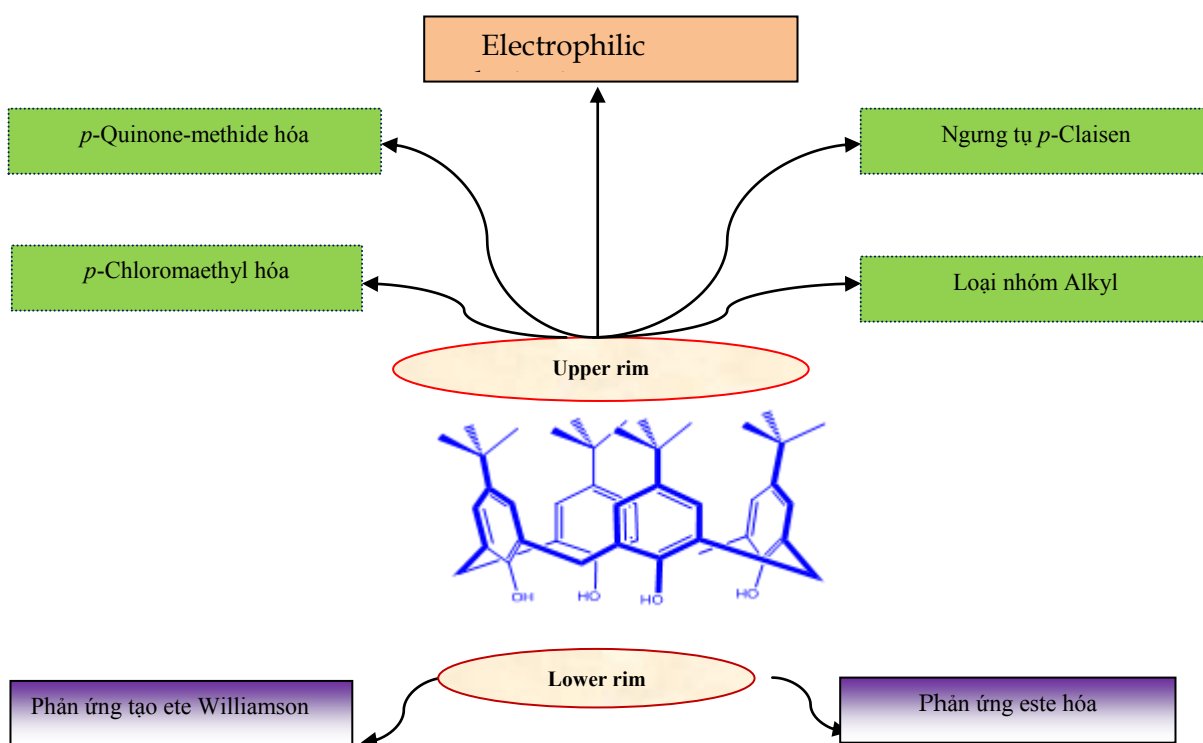 Electrophilic
p-Quinone-methide hóa
Ngưng tụ p-Claisen
p-Chloromaethyl hóa
Loại nhóm Alkyl
Upper rim
OH
HO
HO
HO
Lower rim
Phản ứng tạo ete Williamson
Phản ứng este hóa